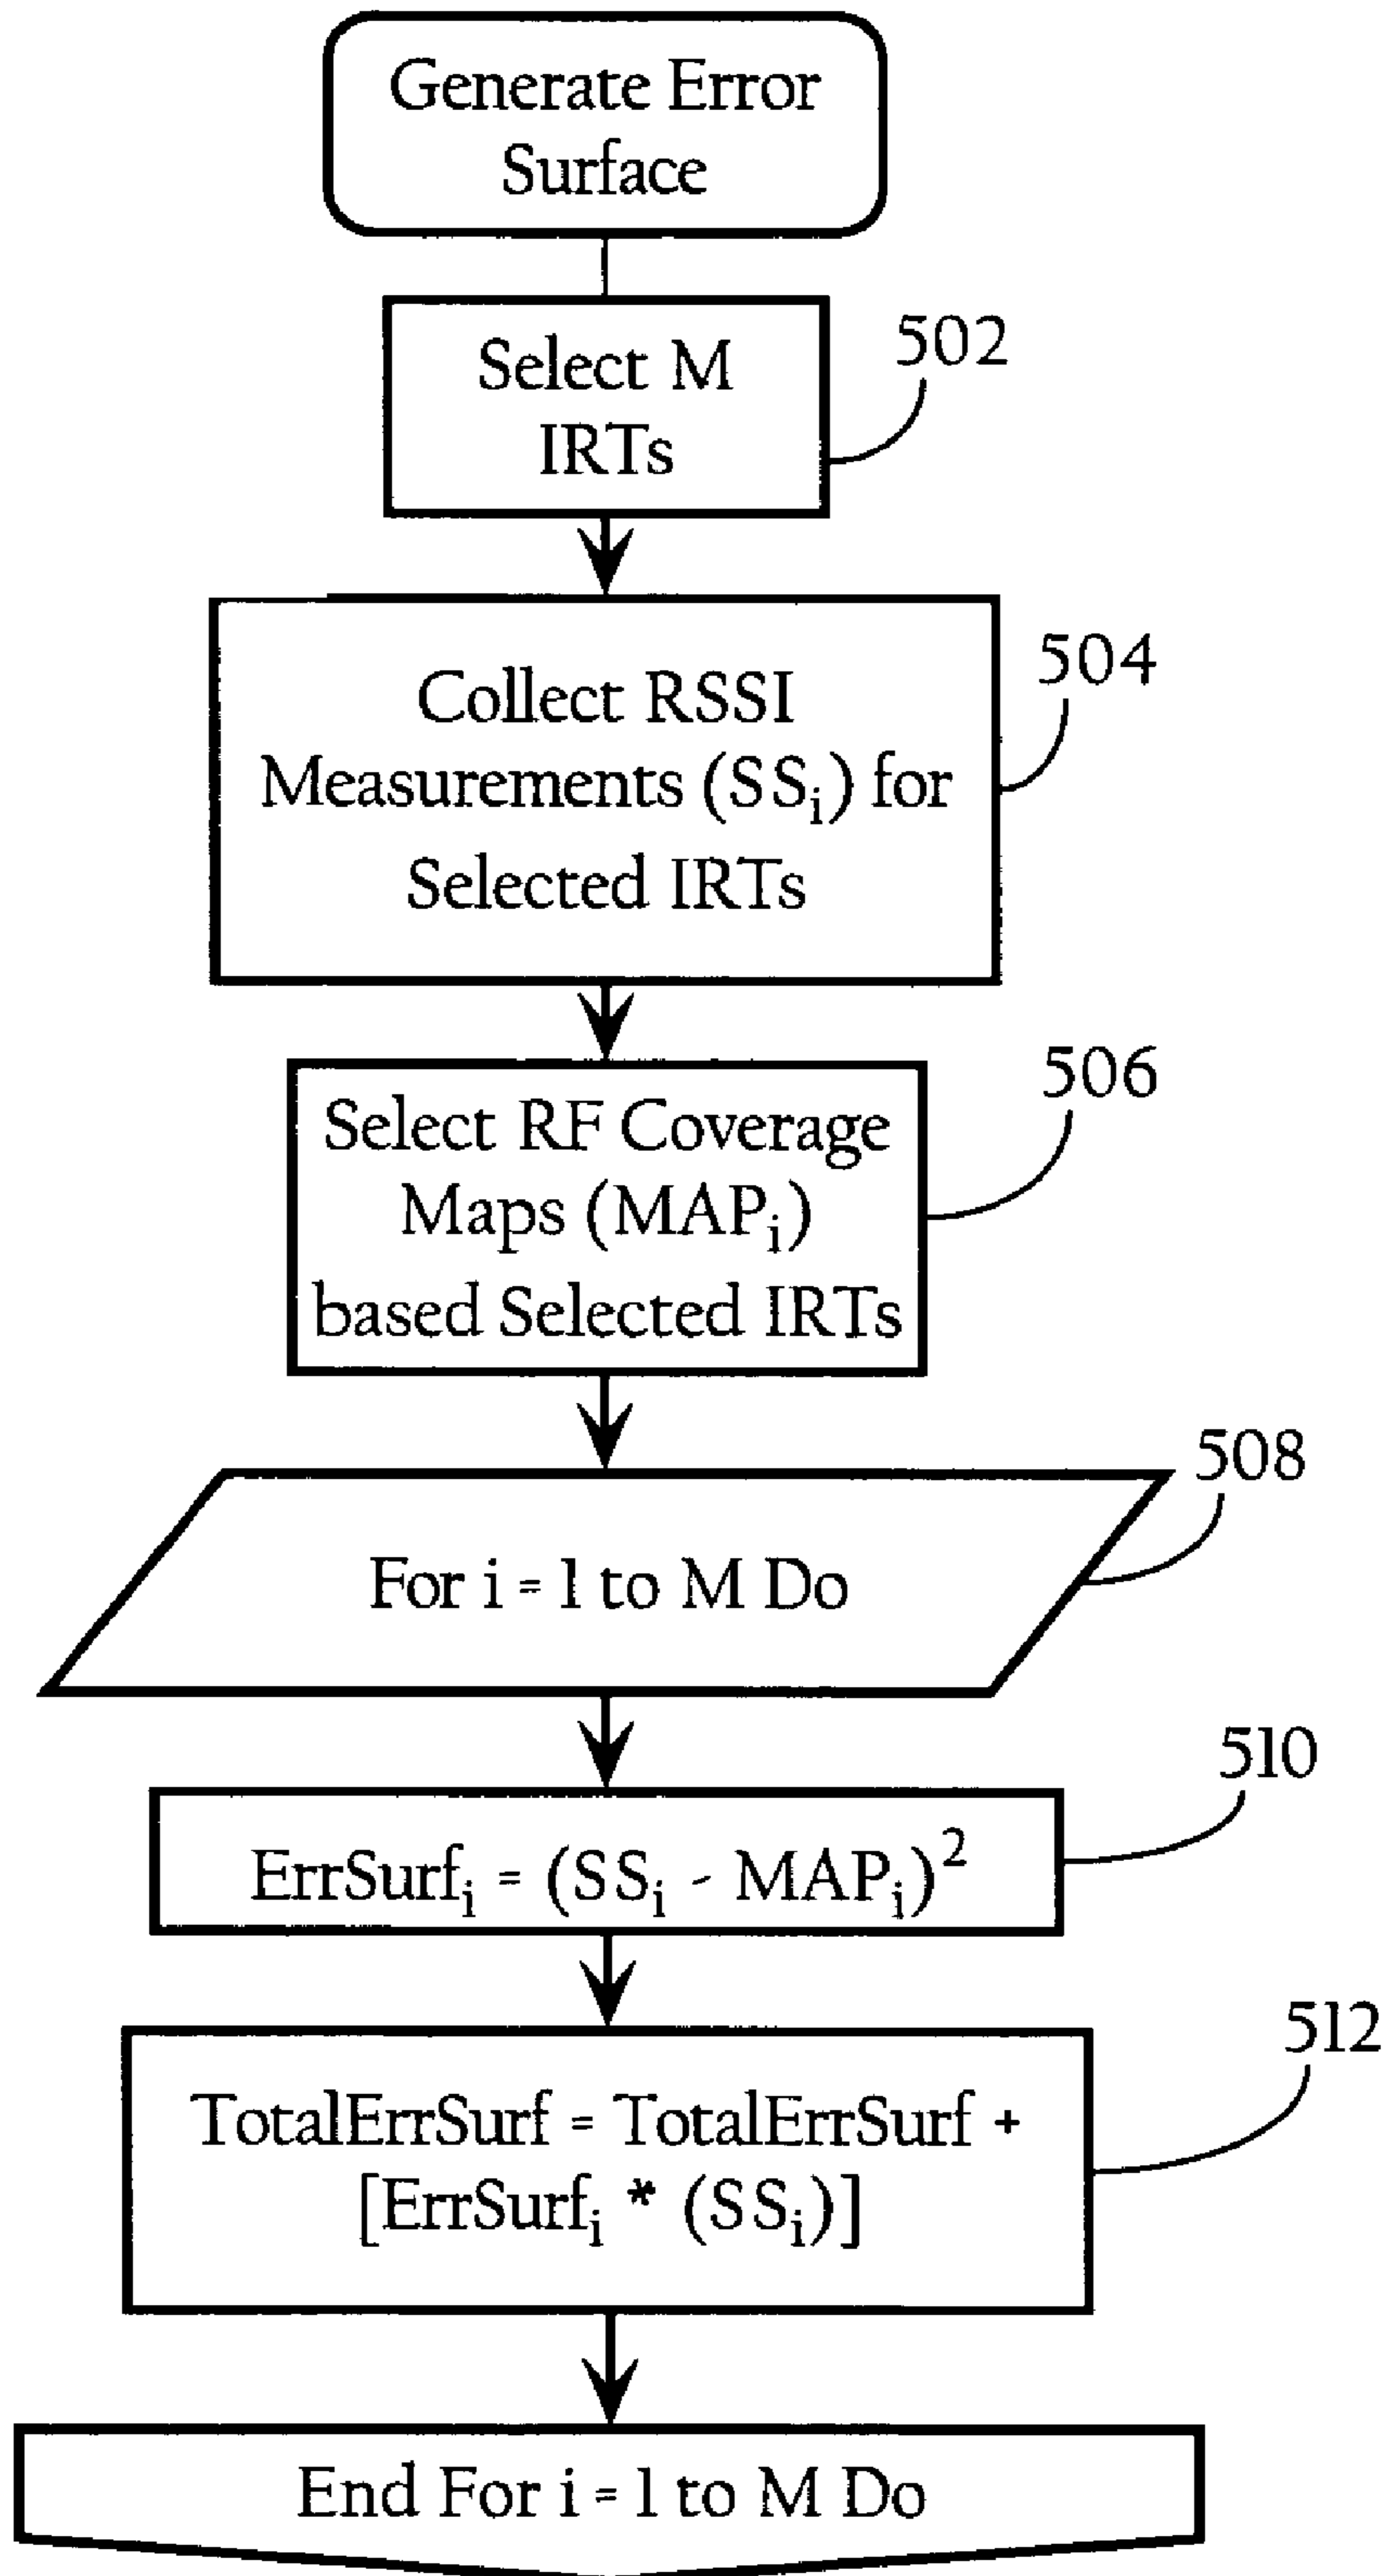 Generate Error
Surface
Select M
IRTs
502
Collect RSSI
Measurements (SSᵢ) for
Selected IRTs
504
Select RF Coverage
Maps (MAPᵢ)
based Selected IRTs
506
For i = 1 to M Do
508
ErrSurfᵢ = (SSᵢ - MAPᵢ)²
510
TotalErrSurf = TotalErrSurf +
[ErrSurfᵢ * (SSᵢ)]
512
End For i = 1 to M Do